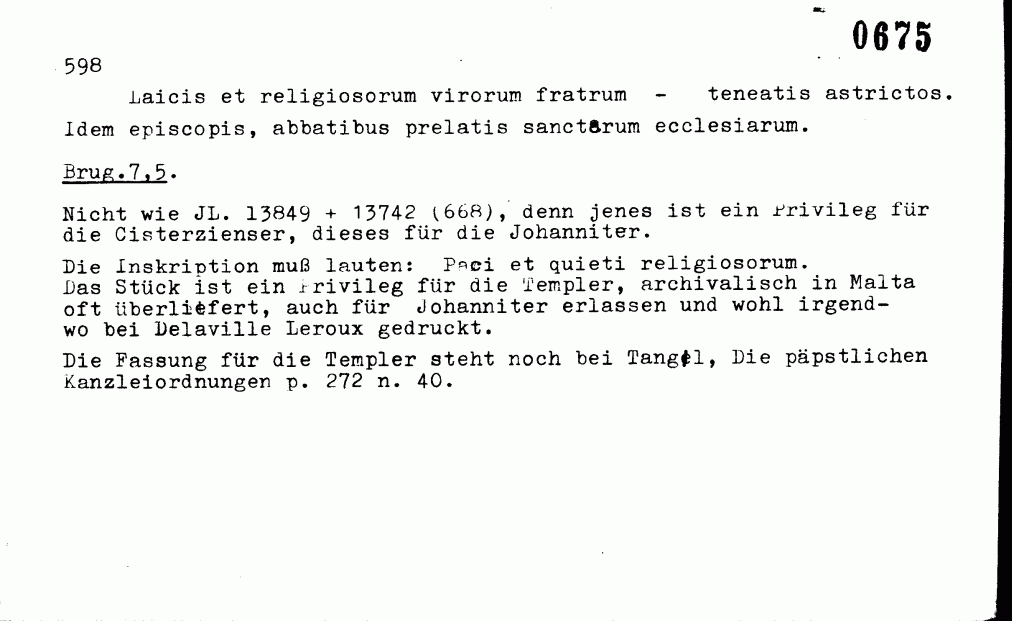 0675
598
Laicis et religiosorum virorum fratrum - teneatis astrictos.
Idem episcopis, abbatibus prelatis sanctarum ecclesiarum.
Brug.7,5.
Nicht wie JL. 13849 + 13742 (668), denn jenes ist ein Privileg für
die Cisterzienser, dieses für die Johanniter.
Die Inskription muß lauten: Paci et quieti religiosorum.
Das Stück ist ein Privileg für die Templer, archivalisch in Malta
oft überliefert, auch für Johanniter erlassen und wohl irgend-
wo bei Delaville Leroux gedruckt.
Die Fassung für die Templer steht noch bei Tangl, Die päpstlichen
Kanzleiordnungen p. 272 n. 40.